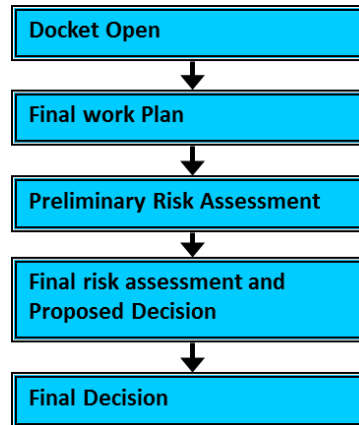 Docket Open
Final work Plan
Preliminary Risk Assessment
Final risk assessment and
Proposed Decision
Final Decision